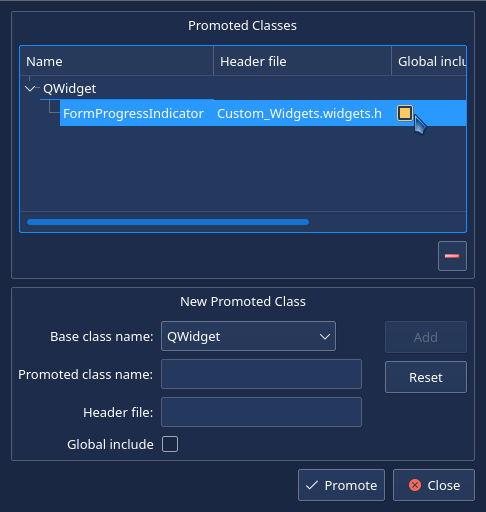 Promoted Classes
Name Header file Global inclu
QWidget
FormProgressIndicator Custom_Widgets.widgets.h
New Promoted Class
Base class name: QWidget Add
Promoted class name: Reset
Header file:
Global include
Promote Close